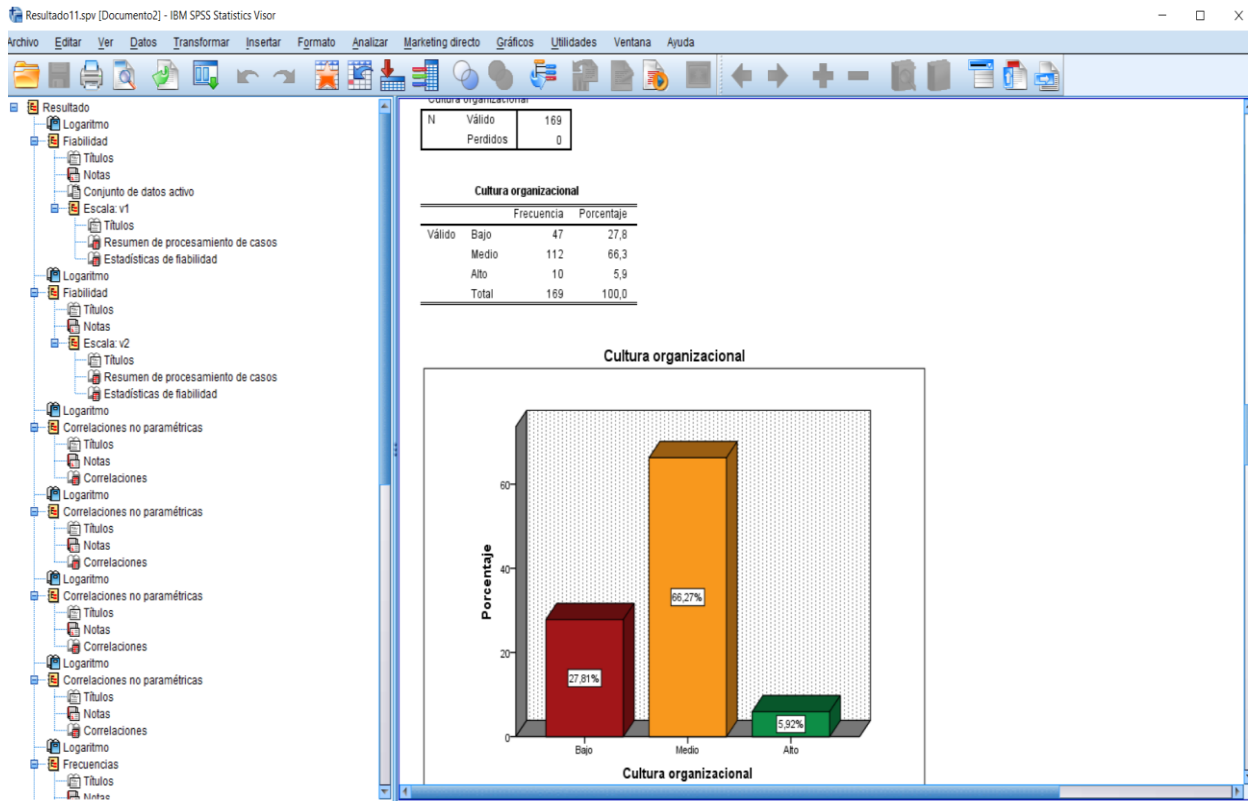 Resultado11.spv [Documento2] - IBM SPSS Statistics Visor
Archivo Editar Ver Datos Transformar Insertar Formato Analizar Marketing directo Gráficos Utilidades Ventana Ayuda
Resultado
Logaritmo
Fiabilidad
Títulos
Notas
Conjunto de datos activo
Escala: v1
Títulos
Resumen de procesamiento de casos
Estadísticas de fiabilidad
Logaritmo
Fiabilidad
Títulos
Notas
Escala: v2
Títulos
Resumen de procesamiento de casos
Estadísticas de fiabilidad
Logaritmo
Correlaciones no paramétricas
Títulos
Notas
Correlaciones
Logaritmo
Correlaciones no paramétricas
Títulos
Notas
Correlaciones
Logaritmo
Correlaciones no paramétricas
Títulos
Notas
Correlaciones
Logaritmo
Correlaciones no paramétricas
Títulos
Notas
Correlaciones
Logaritmo
Frecuencias
Títulos
Notas
Cultura organizacional
N Válido 169
Perdidos 0
Cultura organizacional
Frecuencia Porcentaje
Válido Bajo 47 27,8
Medio 112 66,3
Alto 10 5,9
Total 169 100,0
Cultura organizacional
Porcentaje
60
40
20
0
66,27%
27,81%
5,92%
Bajo Medio Alto
Cultura organizacional